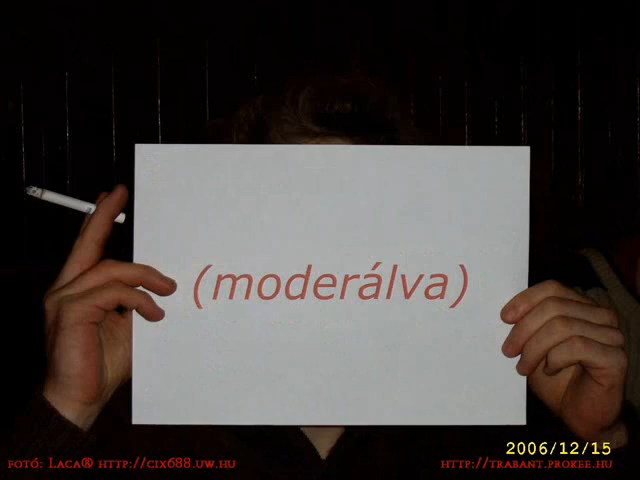 (moderálva)
2006/12/15
FOTÓ: LACA® HTTP://CIX688.UW.HU
HTTP://TRABANT.PROKEE.HU